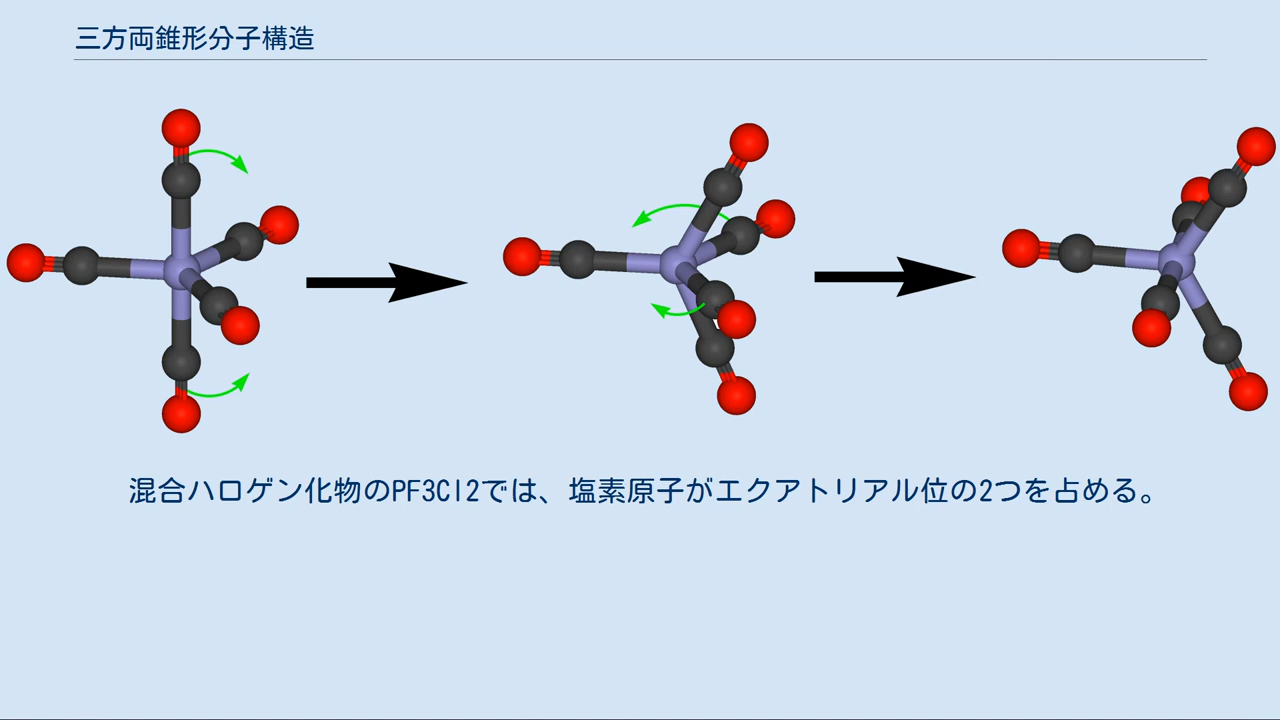 三方両錐形分子構造
混合ハロゲン化物のPF3Cl2では、塩素原子がエクアトリアル位の2つを占める。